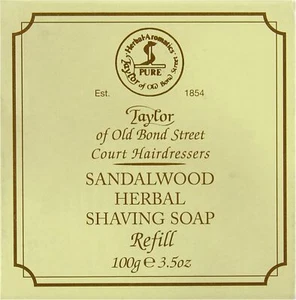 Herbal Aromatics
PURE
Taylor of Old Bond Street
Est. 1854
Taylor
of Old Bond Street
Court Hairdressers
SANDALWOOD
HERBAL
SHAVING SOAP
Refill
100g ℮ 3.5oz